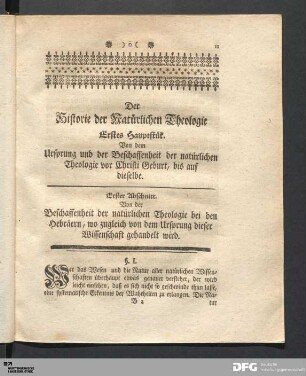 11
Der
Historie der Natürlichen Theologie
Erstes Hauptstük.
Von dem
Ursprung und der Beschaffenheit der natürlichen
Theologie vor Christi Geburt, bis auf
dieselbe.
Erster Abschnitt.
Von der
Beschaffenheit der natürlichen Theologie bei den
Hebräern, wo zugleich von dem Ursprung dieser
Wissenschaft gehandelt wird.
§. I.
Wer das Wesen und die Natur aller natürlichen Wissen-
schaften überhaupt etwas genauer verstehet, der wird
leicht einsehen, daß es sich nicht so geschwinde thun lasse,
eine systematische Erkentnis der Wahrheiten zu erlangen. Die Na-
B 2
tur
DFG